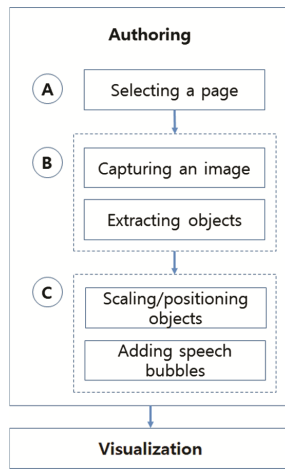 Authoring
A
Selecting a page
B
Capturing an image
Extracting objects
C
Scaling/positioning
objects
Adding speech
bubbles
Visualization